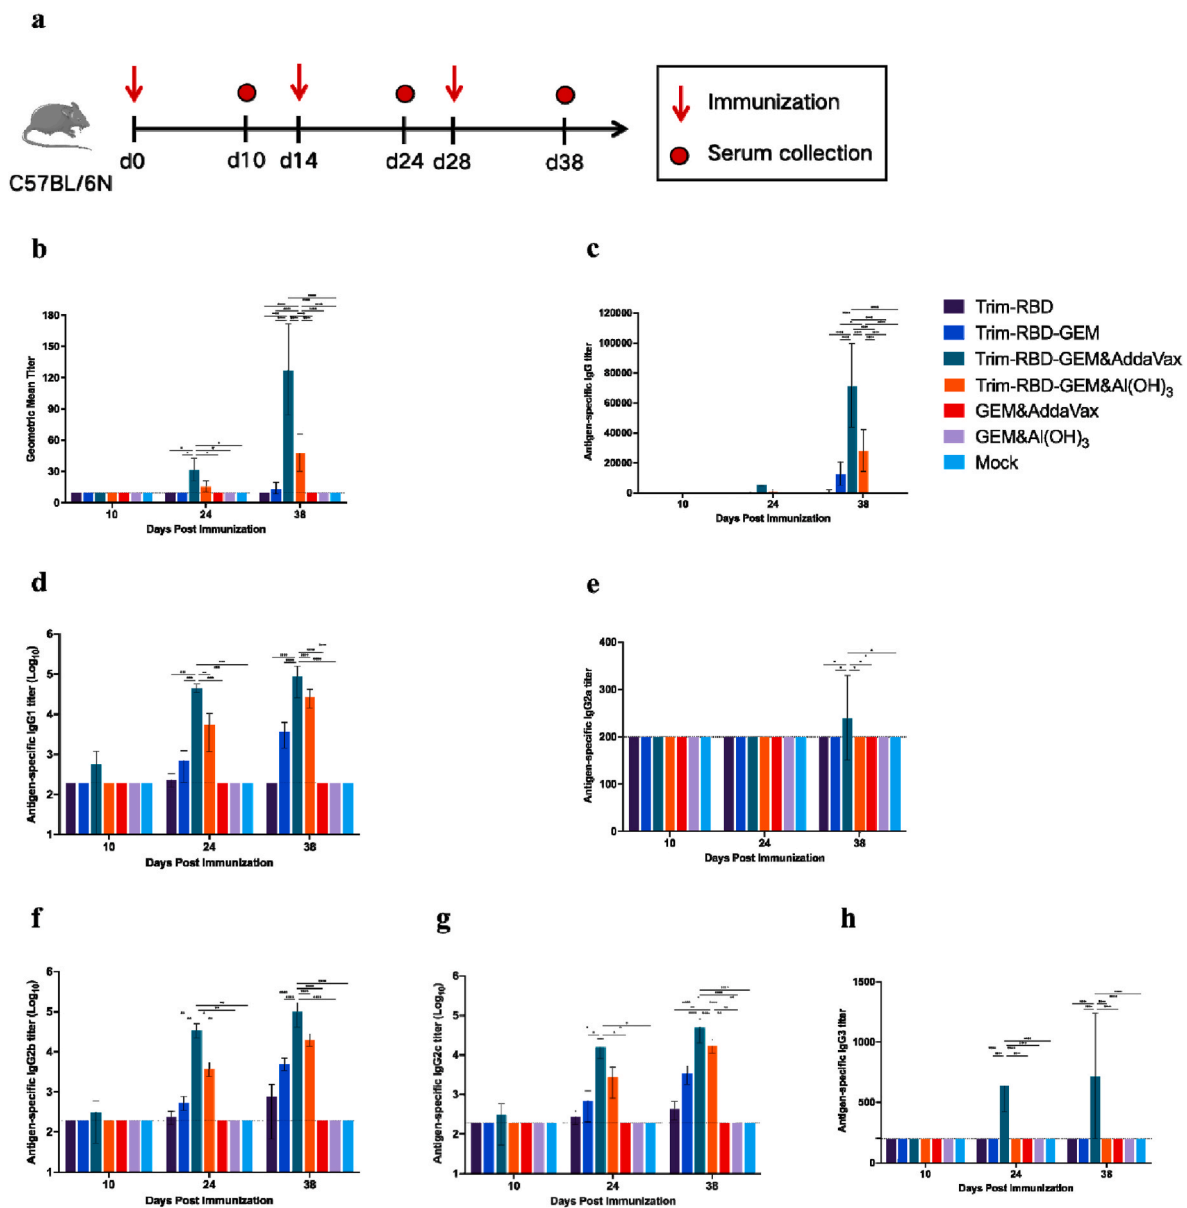 a
Immunization
Serum collection
d0
d10
d14
d24
d28
d38
C57BL/6N
b
Geometric Mean Titer
180
150
120
90
60
30
0
10
24
38
Days Post Immunization
c
Antigen-specific IgG titer
120000
100000
80000
60000
40000
20000
0
10
24
38
Days Post Immunization
Trim-RBD
Trim-RBD-GEM
Trim-RBD-GEM&AddaVax
Trim-RBD-GEM&Al(OH)3
GEM&AddaVax
GEM&Al(OH)3
Mock
d
Antigen-specific IgG1 titer (Log10)
6
5
4
3
2
1
10
24
38
Days Post Immunization
e
Antigen-specific IgG2a titer
400
300
200
100
0
10
24
38
Days Post Immunization
f
Antigen-specific IgG2b titer (Log10)
6
5
4
3
2
1
10
24
38
Days Post Immunization
g
Antigen-specific IgG2c titer (Log10)
6
5
4
3
2
1
10
24
38
Days Post Immunization
h
Antigen-specific IgG3 titer
1500
1000
500
0
10
24
38
Days Post Immunization